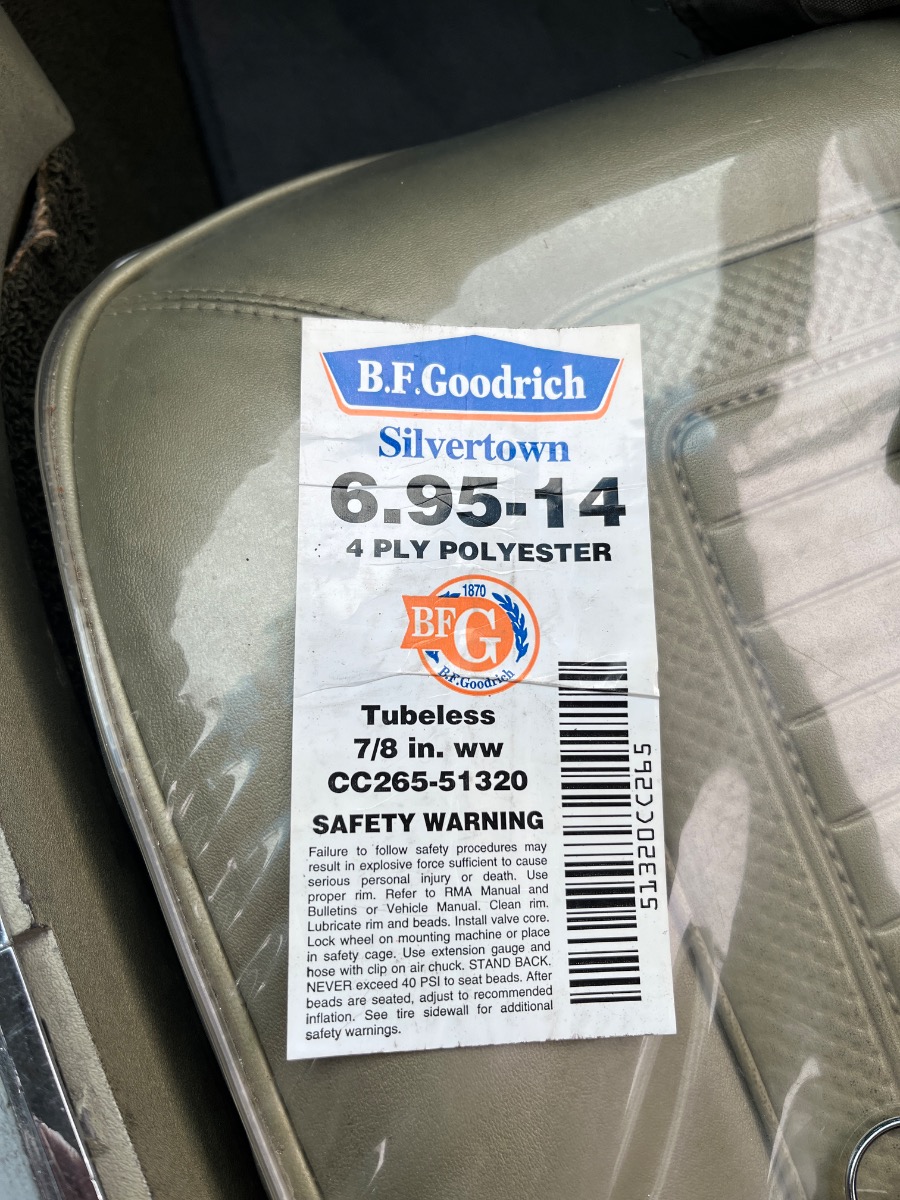 B.F.Goodrich
Silvertown
6.95-14
4 PLY POLYESTER
1870
BFG
B.F.Goodrich
Tubeless
7/8 in. ww
CC265-51320
SAFETY WARNING
Failure to follow safety procedures may
result in explosive force sufficient to cause
serious personal injury or death. Use
proper rim. Refer to RMA Manual and
Bulletins or Vehicle Manual. Clean rim.
Lubricate rim and beads. Install valve core.
Lock wheel on mounting machine or place
in safety cage. Use extension gauge and
hose with clip on air chuck. STAND BACK.
NEVER exceed 40 PSI to seat beads. After
beads are seated, adjust to recommended
inflation. See tire sidewall for additional
safety warnings.
51320CC265